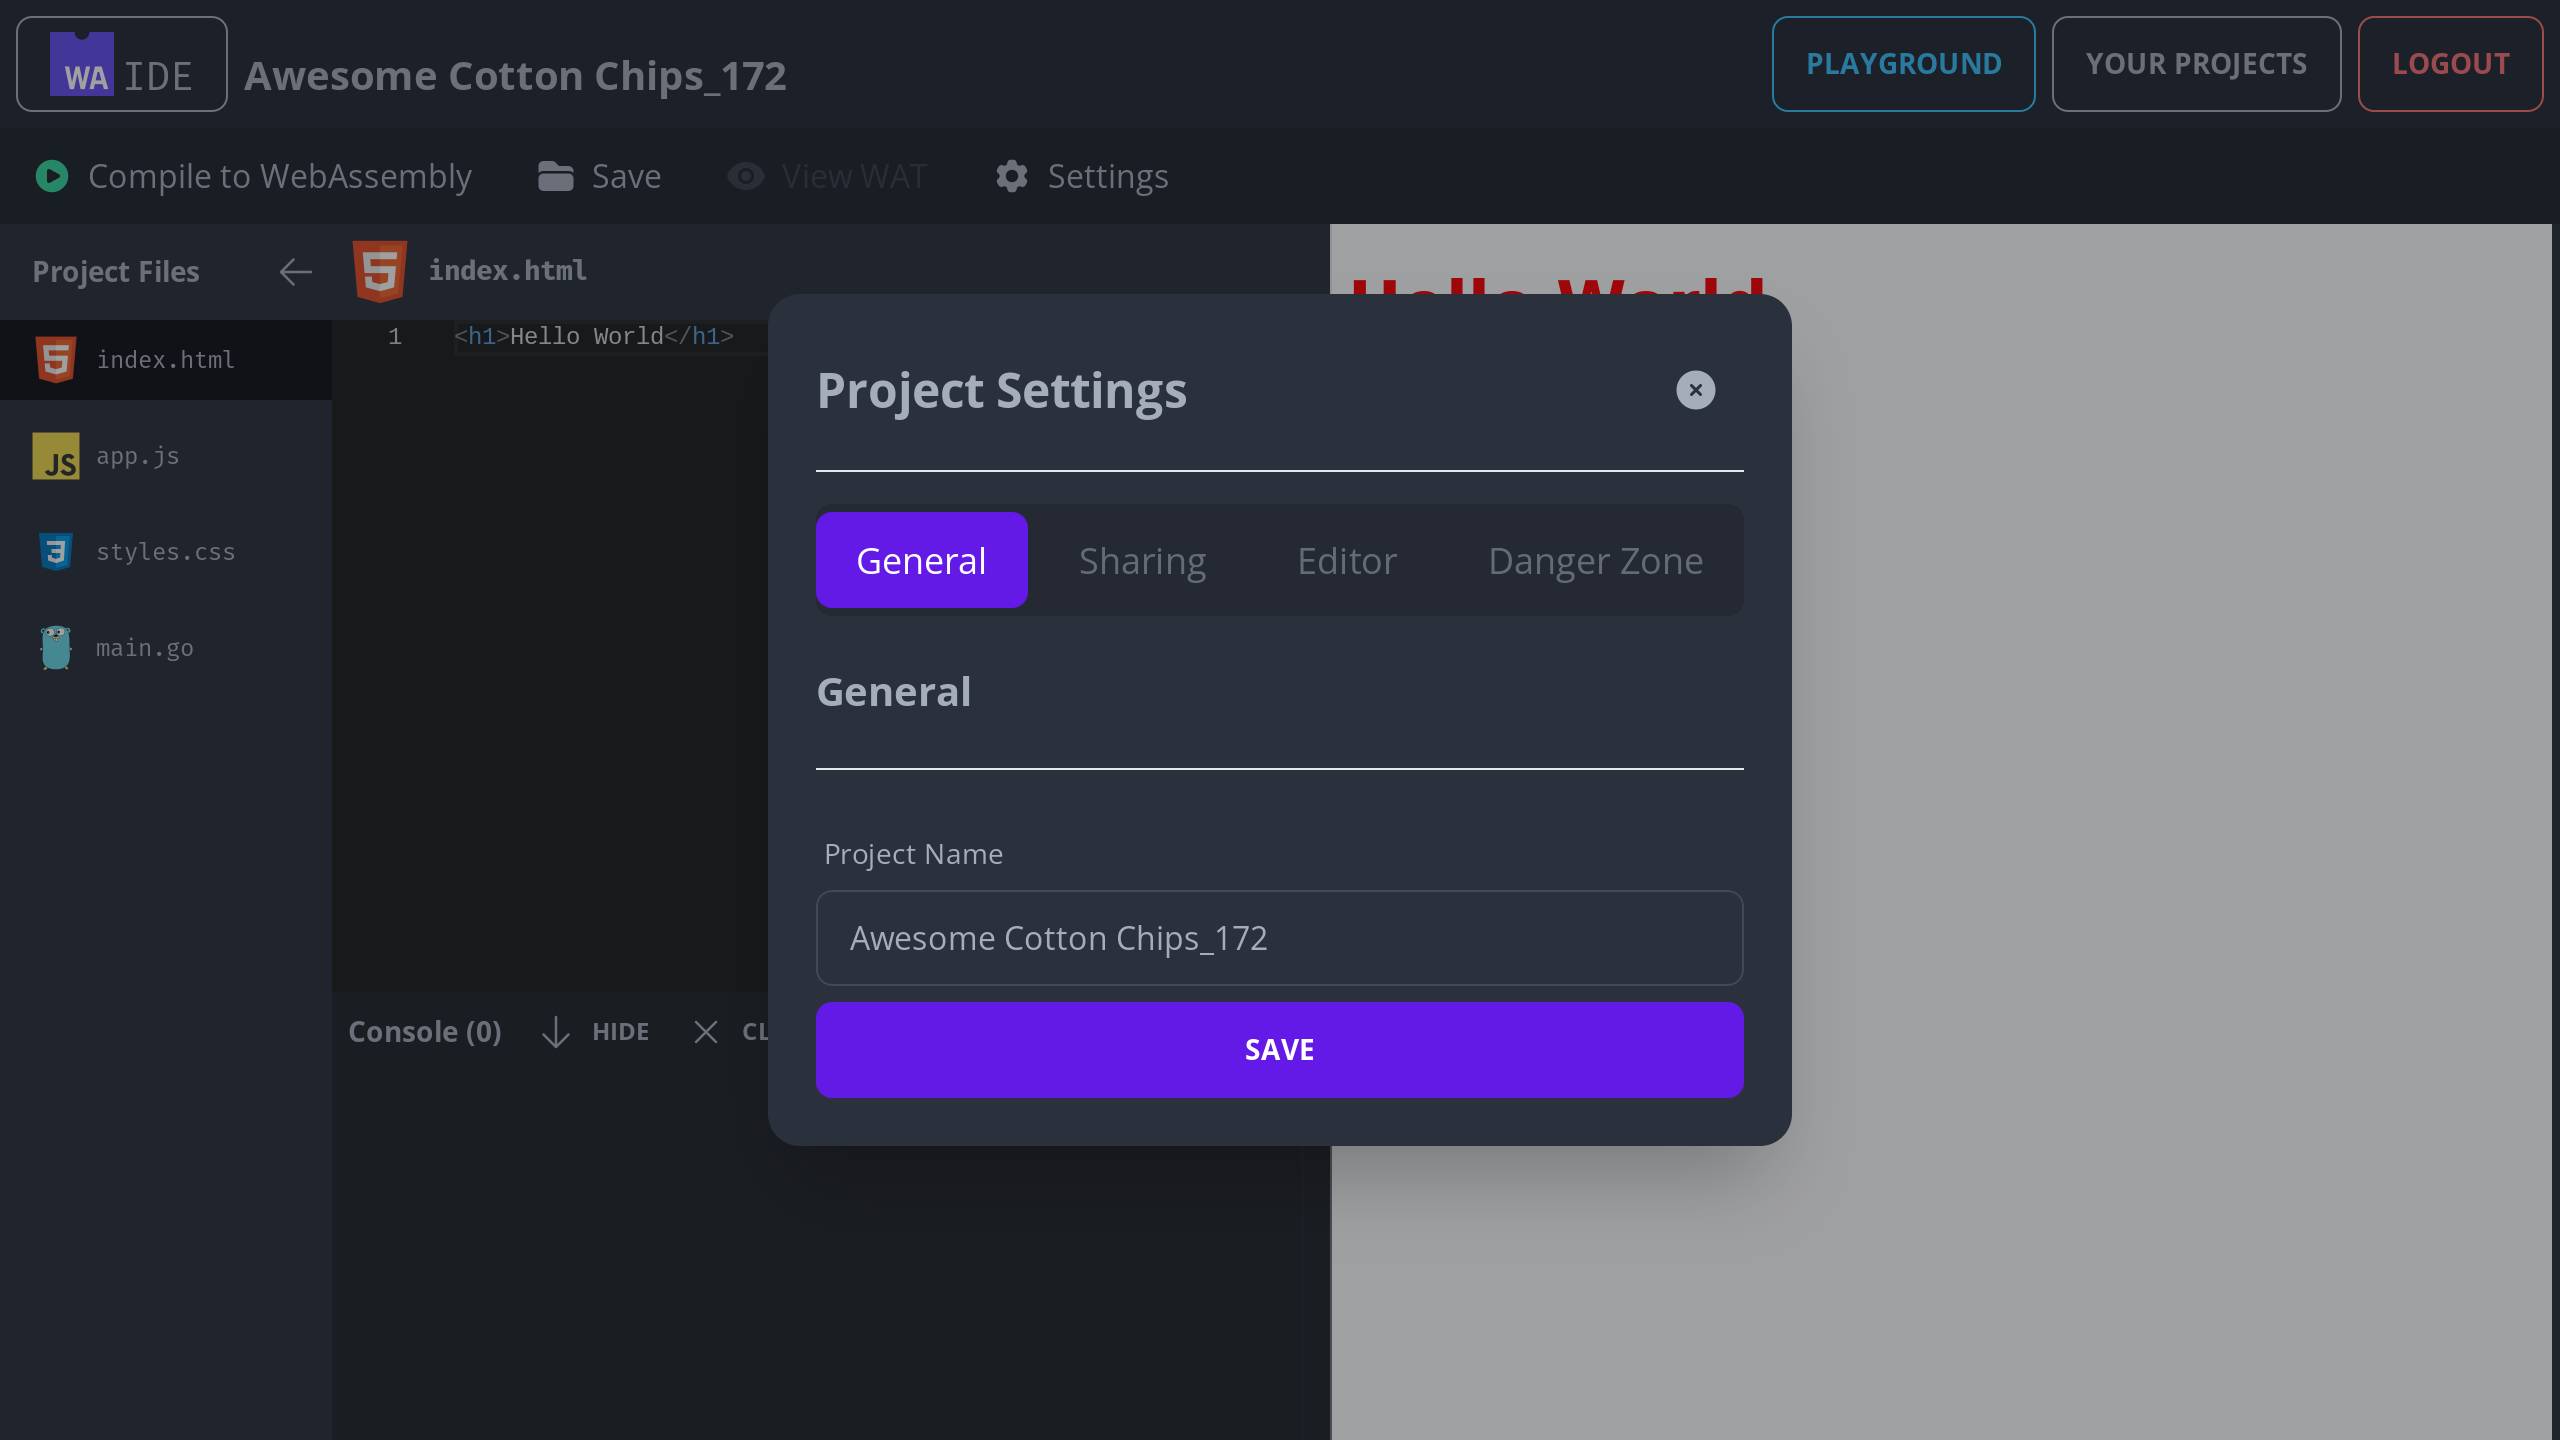 WA IDE
Awesome Cotton Chips_172
PLAYGROUND
YOUR PROJECTS
LOGOUT
Compile to WebAssembly
Save
View WAT
Settings
Project Files
index.html
app.js
styles.css
main.go
index.html
1 <h1>Hello World</h1>
Hello World
Project Settings
General
Sharing
Editor
Danger Zone
General
Project Name
Awesome Cotton Chips_172
SAVE
Console (0)
HIDE
CL